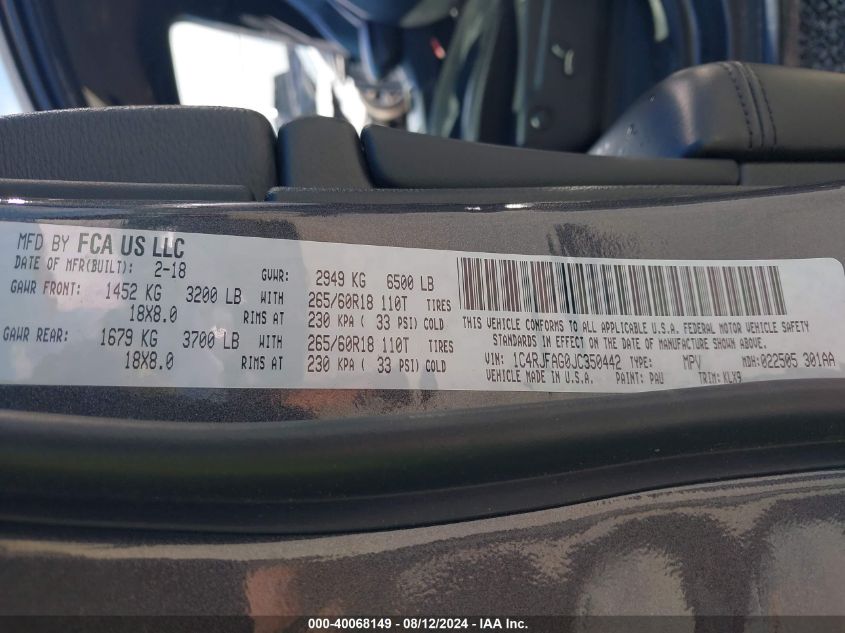 MFD BY FCA US LLC
DATE OF MFR(BUILT): 2-18 GVWR: 2949 KG 6500 LB
GAWR FRONT: 1452 KG 3200 LB WITH 265/60R18 110T TIRES
18X8.0 RIMS AT 230 KPA ( 33 PSI) COLD
GAWR REAR: 1679 KG 3700 LB WITH 265/60R18 110T TIRES
18X8.0 RIMS AT 230 KPA ( 33 PSI) COLD
THIS VEHICLE CONFORMS TO ALL APPLICABLE U.S.A. FEDERAL MOTOR VEHICLE SAFETY
STANDARDS IN EFFECT ON THE DATE OF MANUFACTURE SHOWN ABOVE.
VIN: 1C4RJFAG0JC350442 TYPE: MPV MDH: 022505 301AA
VEHICLE MADE IN U.S.A. PAINT: PAU TRIM: KLX9
000-40068149 - 08/12/2024 - IAA Inc.